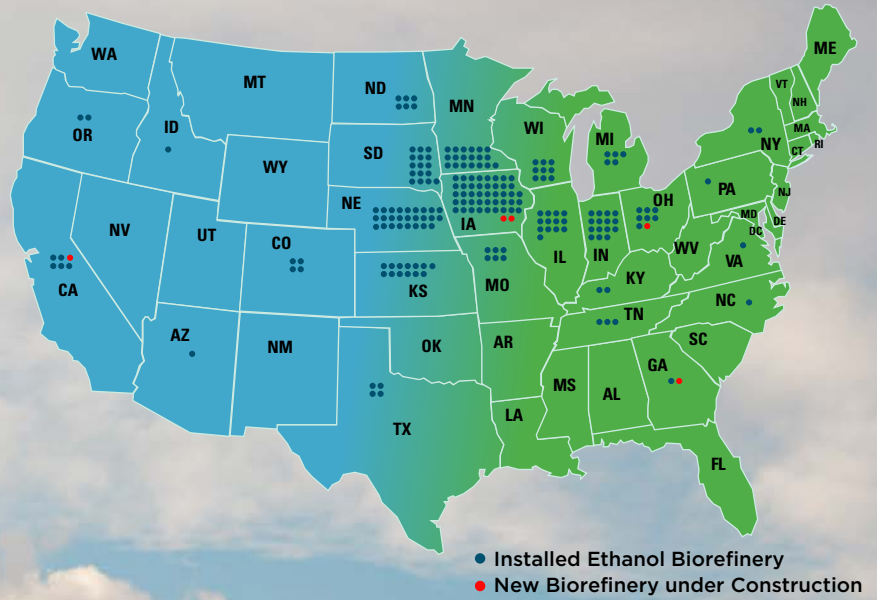 WA
MT
ND
MN
ME
VT
NH
OR
ID
WI
MI
MA
NY
CT
RI
SD
WY
PA
NJ
NE
IA
OH
MD
DE
NV
UT
CO
IL
IN
WV
DC
VA
CA
KS
MO
KY
NC
TN
AZ
NM
OK
AR
SC
GA
MS
AL
TX
LA
FL
Installed Ethanol Biorefinery
New Biorefinery under Construction